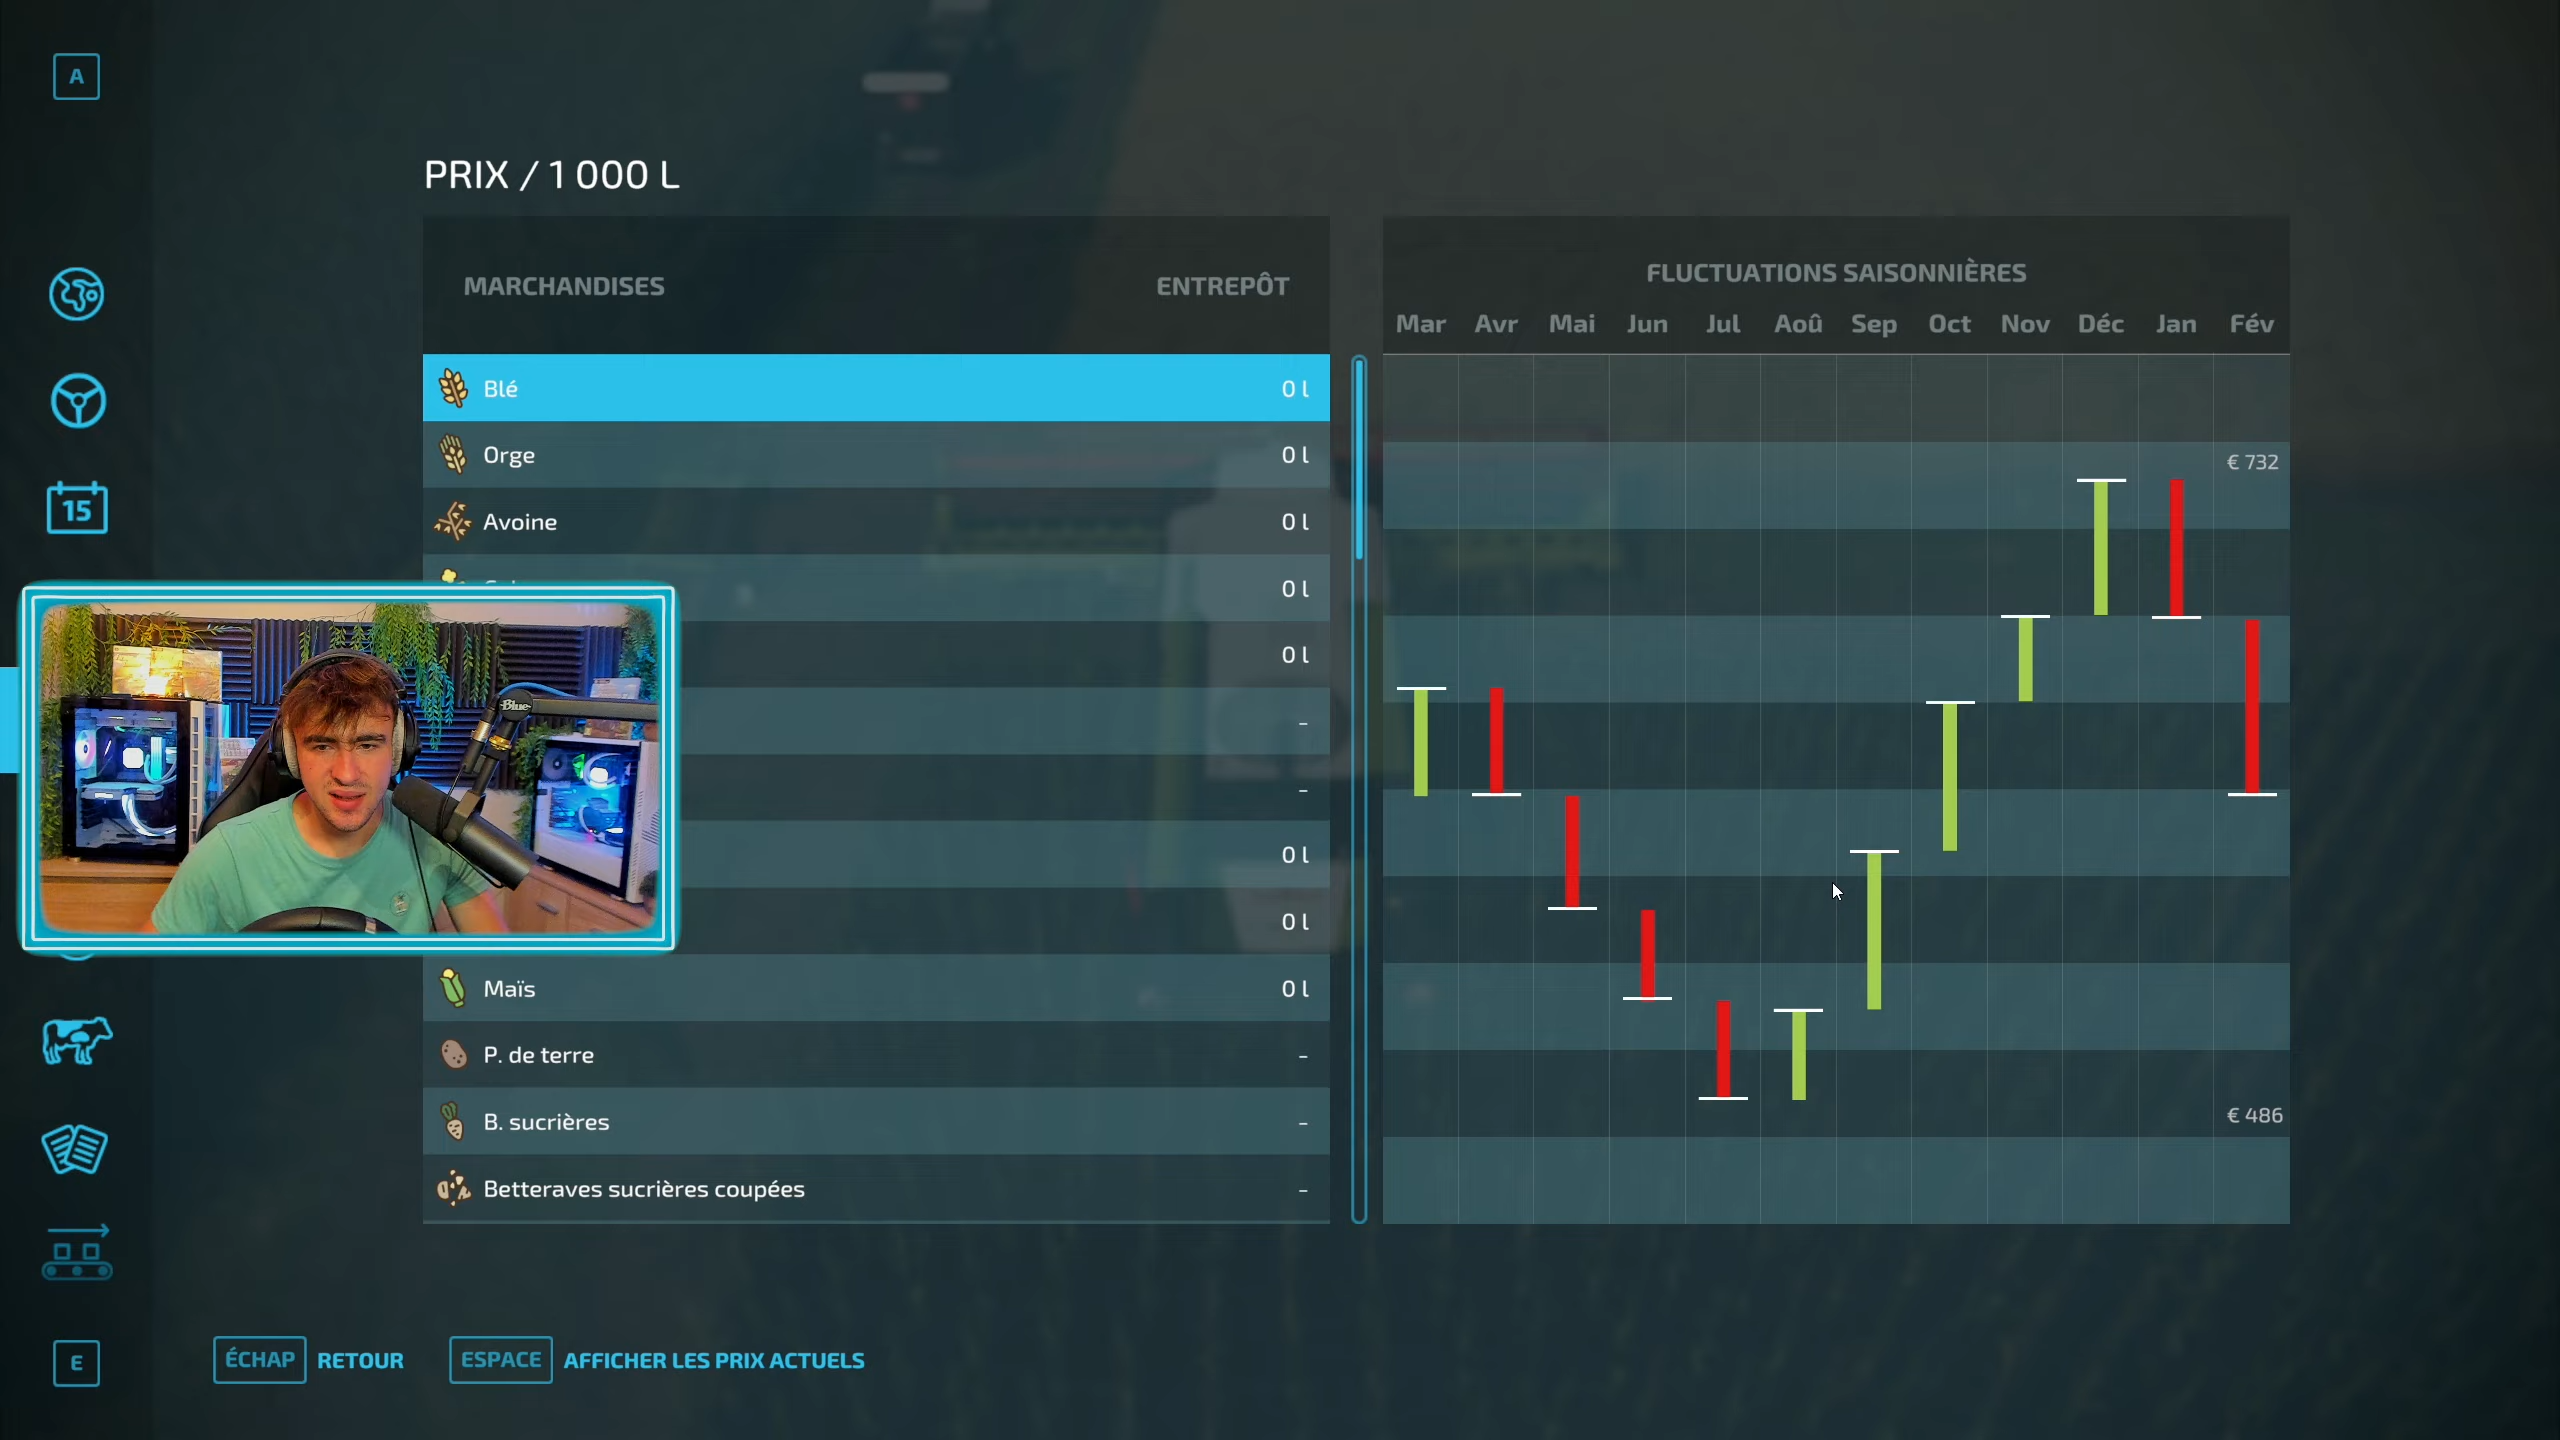 A
PRIX / 1 000 L
MARCHANDISES ENTREPÔT
FLUCTUATIONS SAISONNIÈRES
Mar Avr Mai Jun Jul Aoû Sep Oct Nov Déc Jan Fév
Blé 0 l
Orge 0 l
Avoine 0 l
0 l
0 l
-
-
0 l
0 l
Maïs 0 l
P. de terre -
B. sucrières -
Betteraves sucrières coupées -
€ 732
€ 486
15
Blue
E
ÉCHAP RETOUR ESPACE AFFICHER LES PRIX ACTUELS